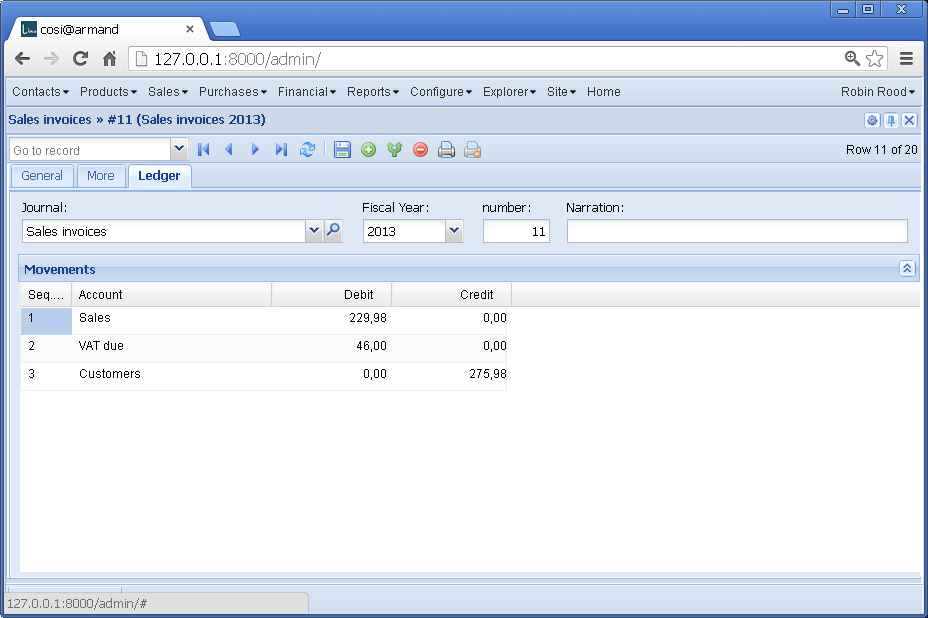 cosi@armand
127.0.0.1:8000/admin/
Contacts Products Sales Purchases Financial Reports Configure Explorer Site Home Robin Rood
Sales invoices » #11 (Sales invoices 2013)
Go to record Row 11 of 20
General More Ledger
Journal: Fiscal Year: number: Narration:
Sales invoices 2013 11
Movements
Seq.... Account Debit Credit
1 Sales 229,98 0,00
2 VAT due 46,00 0,00
3 Customers 0,00 275,98
127.0.0.1:8000/admin/#